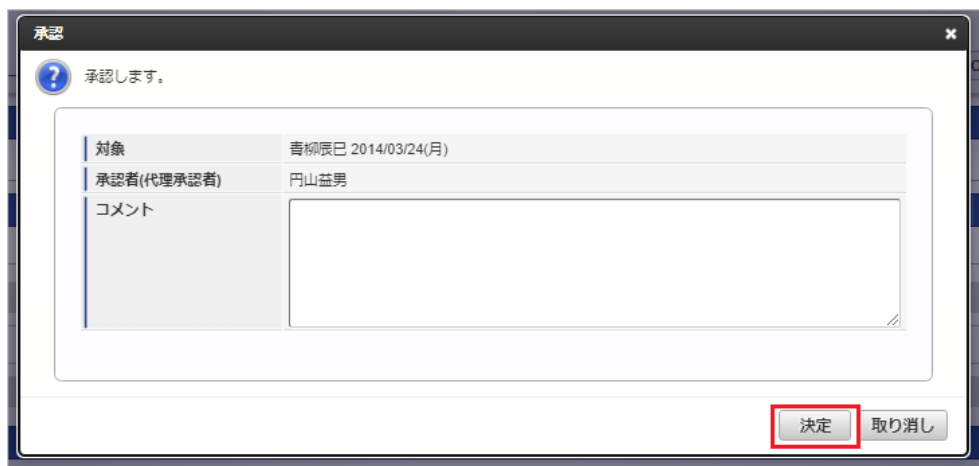 承認
承認します。
対象 青柳辰巳 2014/03/24(月)
承認者(代理承認者) 円山益男
コメント
決定 取り消し